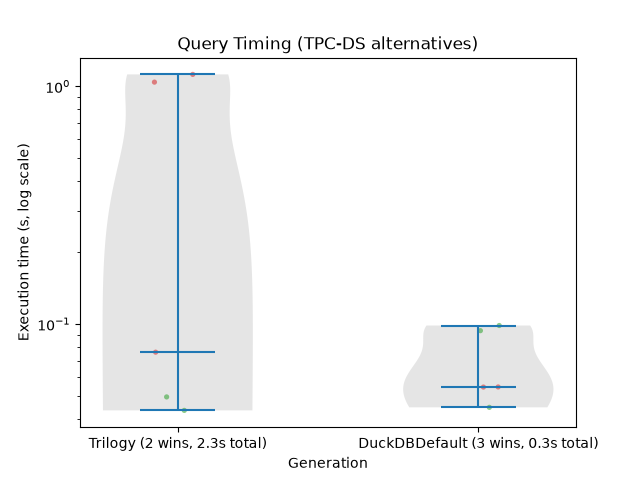 Query Timing (TPC-DS alternatives)
10⁰
10⁻¹
Execution time (s, log scale)
Trilogy (2 wins, 2.3s total)
DuckDBDefault (3 wins, 0.3s total)
Generation